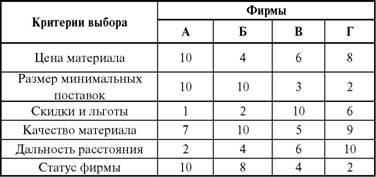 Критерии выбора Фирмы
А Б В Г
Цена материала 10 4 6 8
Размер минимальных
поставок 10 10 3 2
Скидки и льготы 1 2 10 6
Качество материала 7 10 5 9
Дальность расстояния 2 4 6 10
Статус фирмы 10 8 4 2